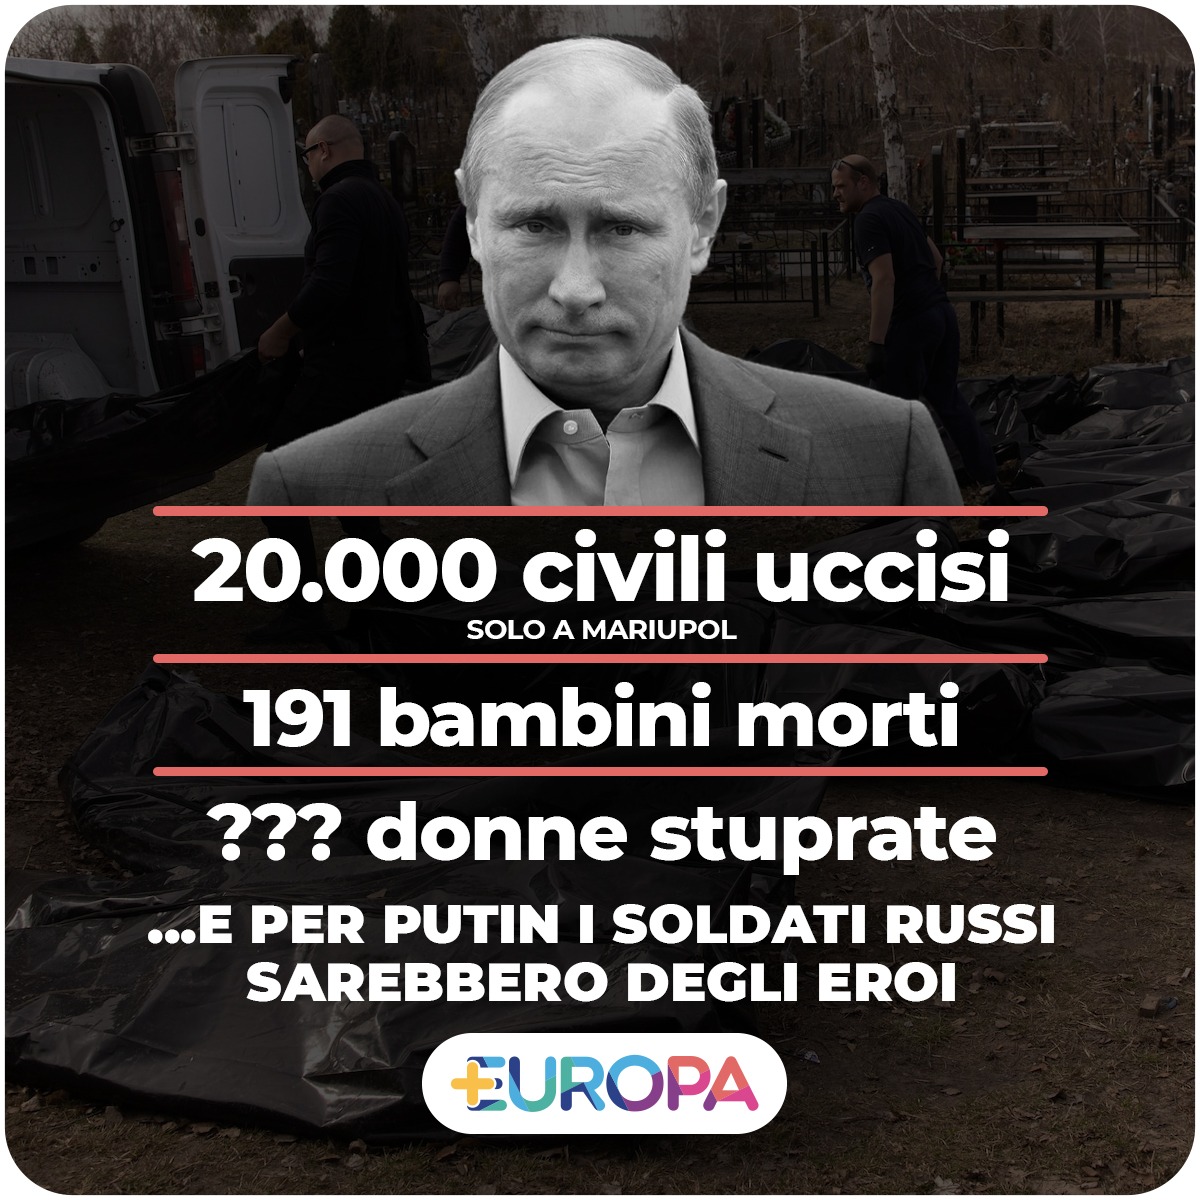 20.000 civili uccisi
SOLO A MARIUPOL
191 bambini morti
??? donne stuprate
...E PER PUTIN I SOLDATI RUSSI
SAREBBERO DEGLI EROI
+EUROPA